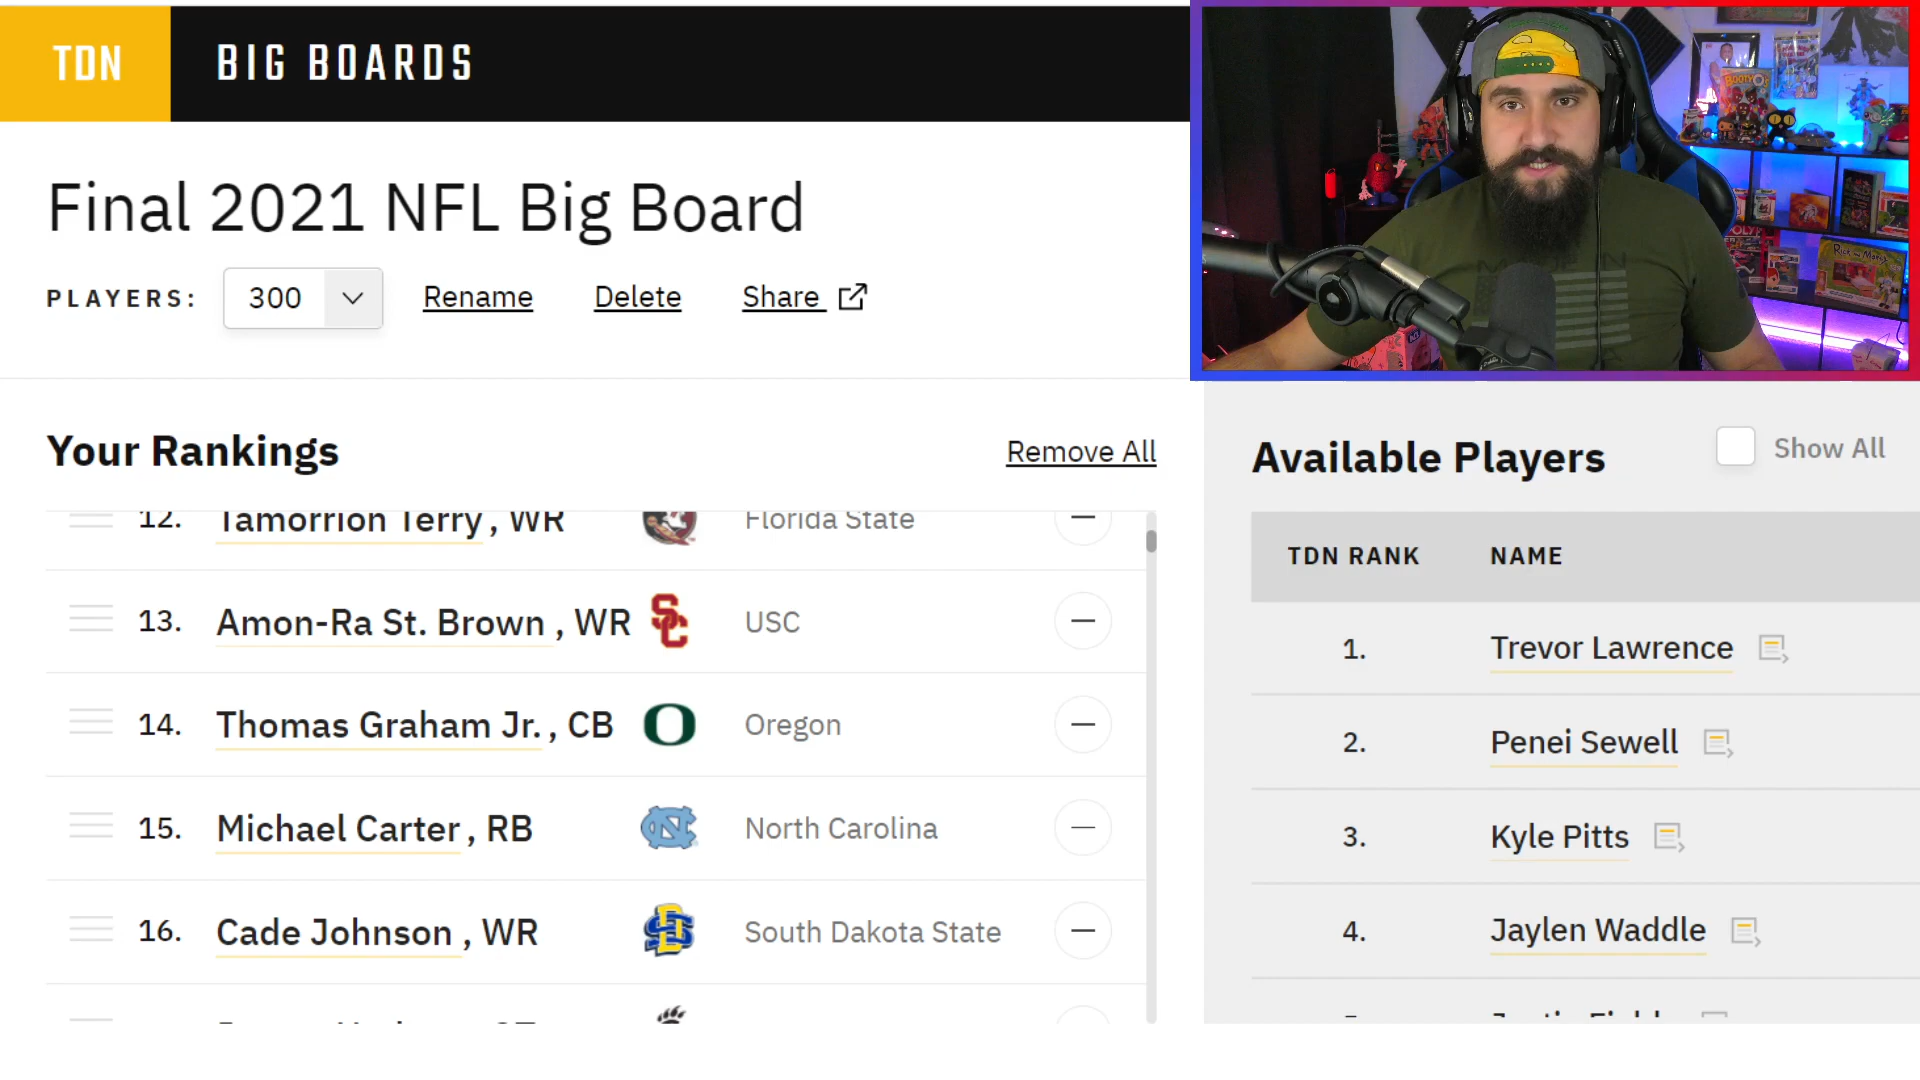 TDN BIG BOARDS
Final 2021 NFL Big Board
PLAYERS: 300 Rename Delete Share
Your Rankings Remove All
12. Tamorrion Terry, WR Florida State
13. Amon-Ra St. Brown, WR USC
14. Thomas Graham Jr., CB Oregon
15. Michael Carter, RB North Carolina
16. Cade Johnson, WR South Dakota State
Available Players Show All
TDN RANK NAME
1. Trevor Lawrence
2. Penei Sewell
3. Kyle Pitts
4. Jaylen Waddle